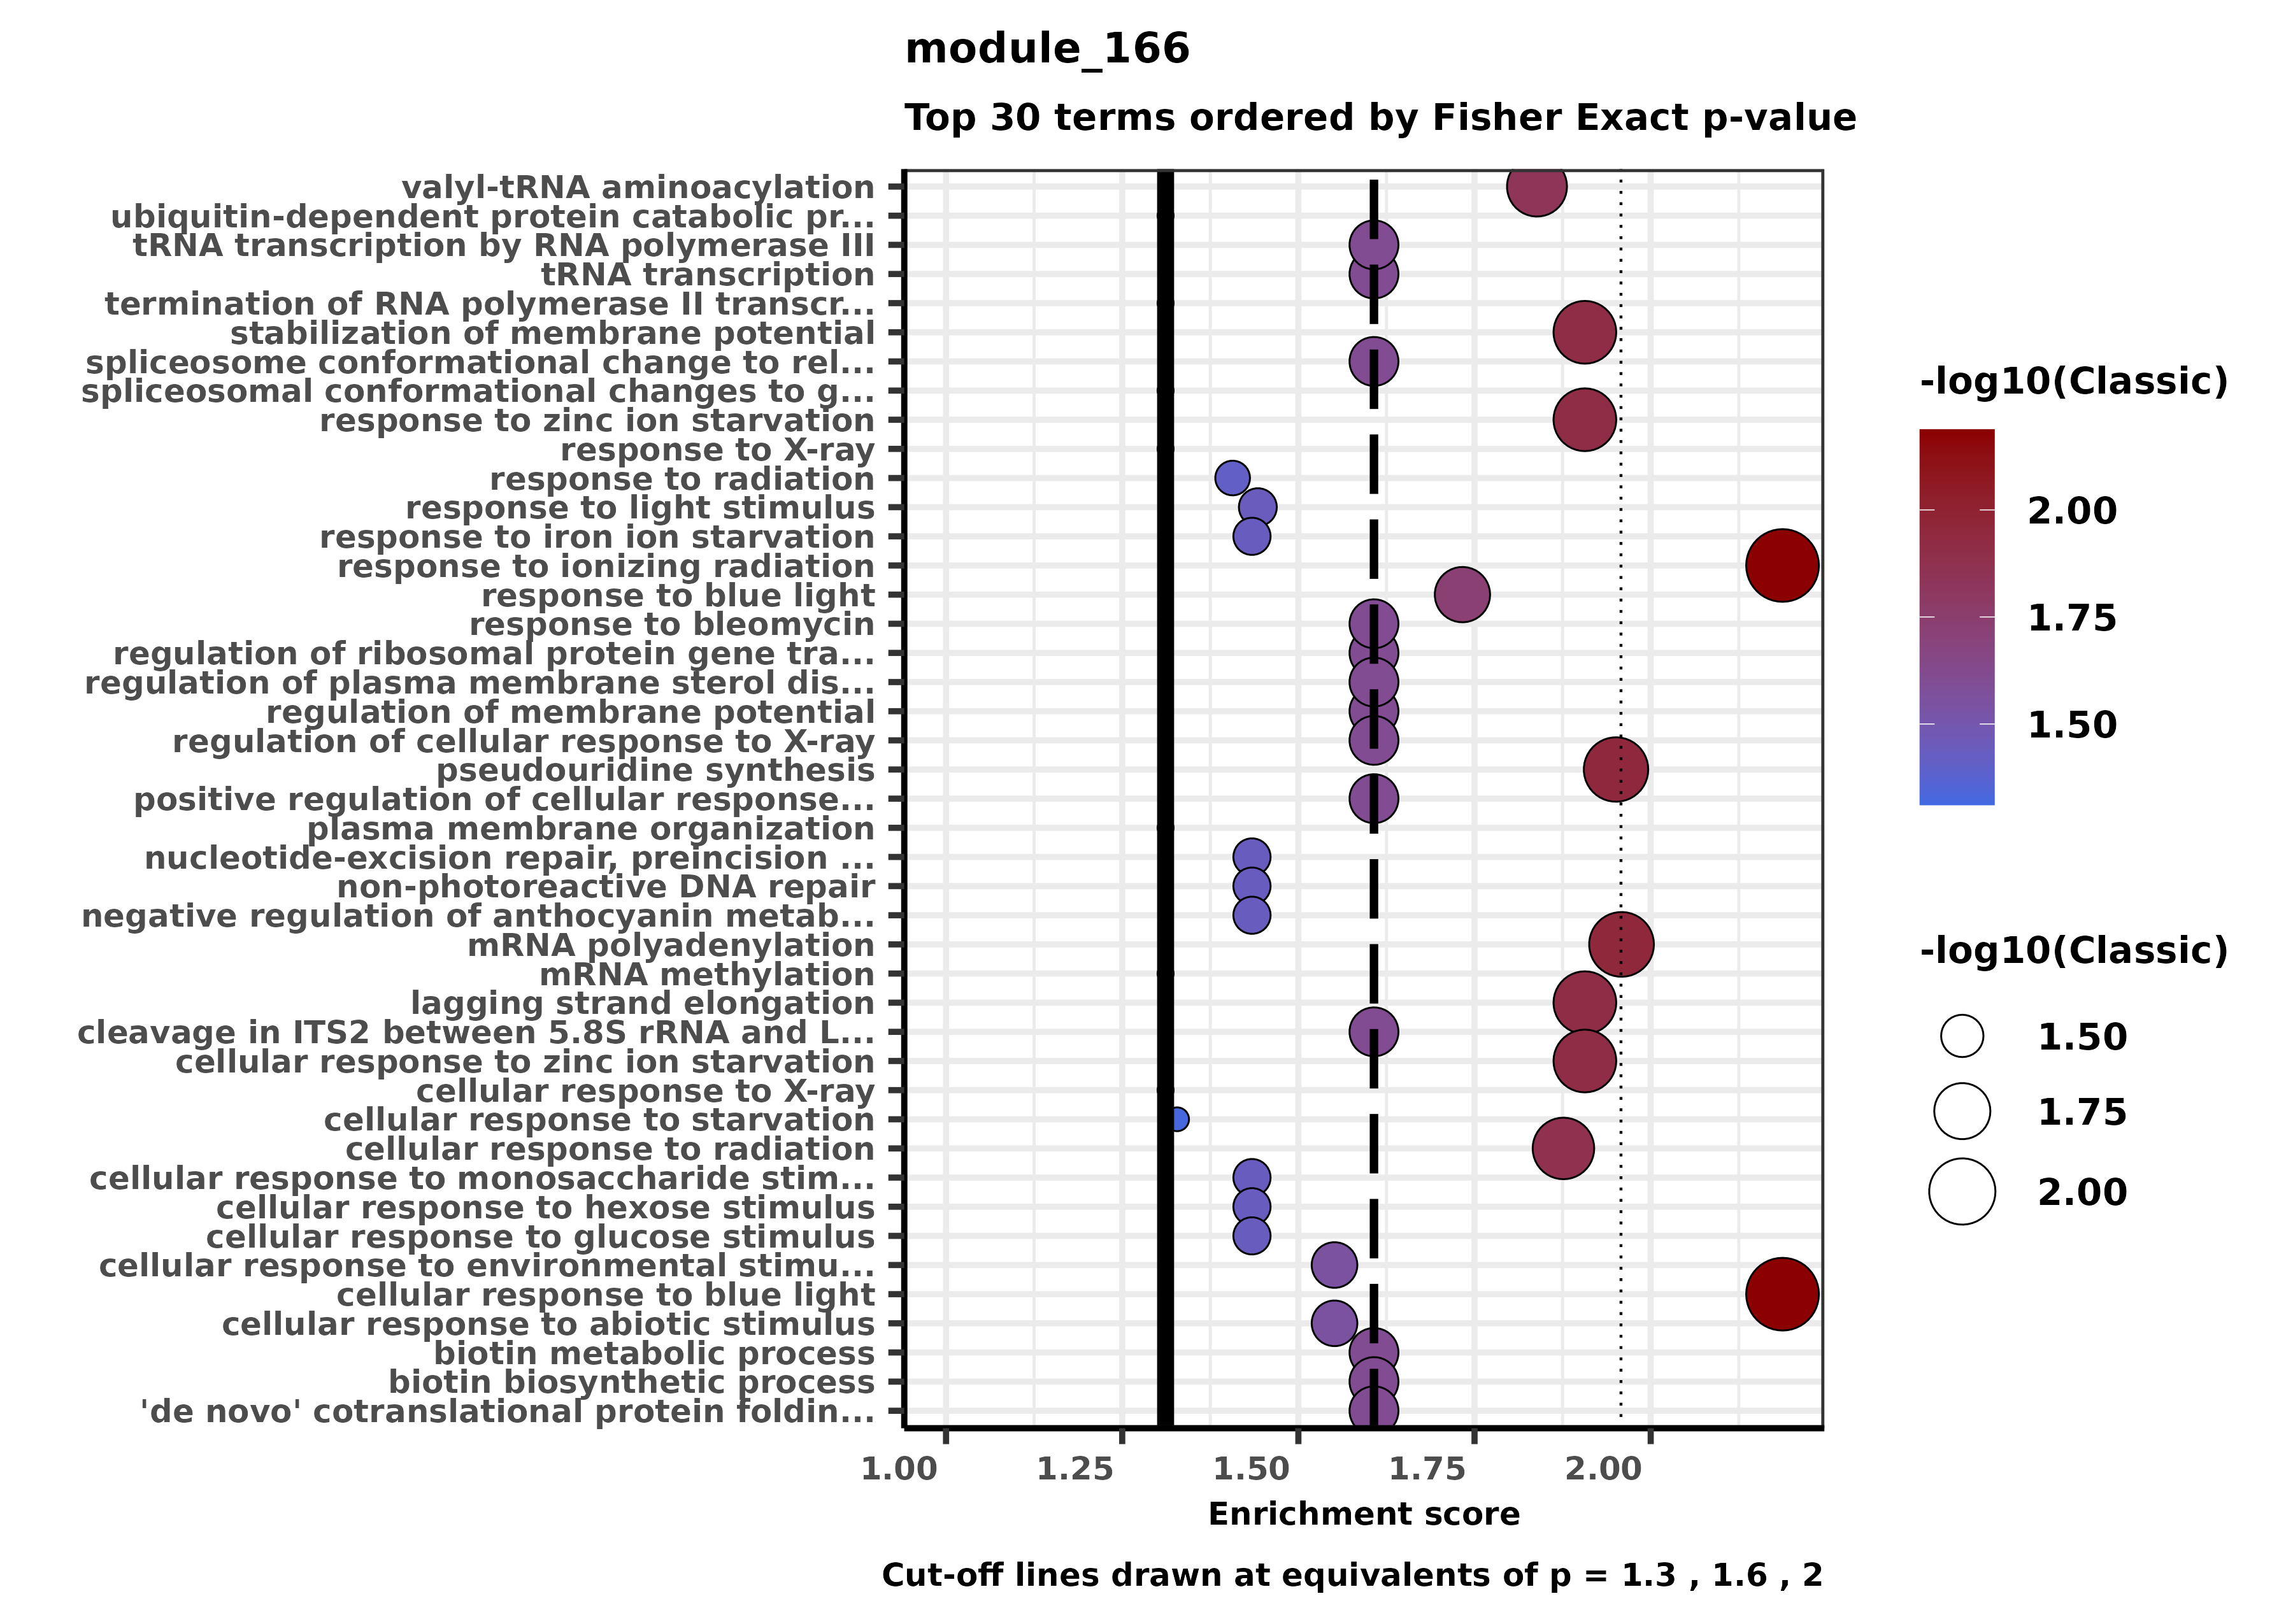 module_166
Top 30 terms ordered by Fisher Exact p-value
valyl-tRNA aminoacylation
ubiquitin-dependent protein catabolic pr...
tRNA transcription by RNA polymerase III
tRNA transcription
termination of RNA polymerase II transcr...
stabilization of membrane potential
spliceosome conformational change to rel...
spliceosomal conformational changes to g...
response to zinc ion starvation
response to X-ray
response to radiation
response to light stimulus
response to iron ion starvation
response to ionizing radiation
response to blue light
response to bleomycin
regulation of ribosomal protein gene tra...
regulation of plasma membrane sterol dis...
regulation of membrane potential
regulation of cellular response to X-ray
pseudouridine synthesis
positive regulation of cellular response...
plasma membrane organization
nucleotide-excision repair, preincision ...
non-photoreactive DNA repair
negative regulation of anthocyanin metab...
mRNA polyadenylation
mRNA methylation
lagging strand elongation
cleavage in ITS2 between 5.8S rRNA and L...
cellular response to zinc ion starvation
cellular response to X-ray
cellular response to starvation
cellular response to radiation
cellular response to monosaccharide stim...
cellular response to hexose stimulus
cellular response to glucose stimulus
cellular response to environmental stimu...
cellular response to blue light
cellular response to abiotic stimulus
biotin metabolic process
biotin biosynthetic process
'de novo' cotranslational protein foldin...
1.00 1.25 1.50 1.75 2.00
Enrichment score
Cut-off lines drawn at equivalents of p = 1.3 , 1.6 , 2
-log10(Classic)
2.00
1.75
1.50
-log10(Classic)
1.50
1.75
2.00